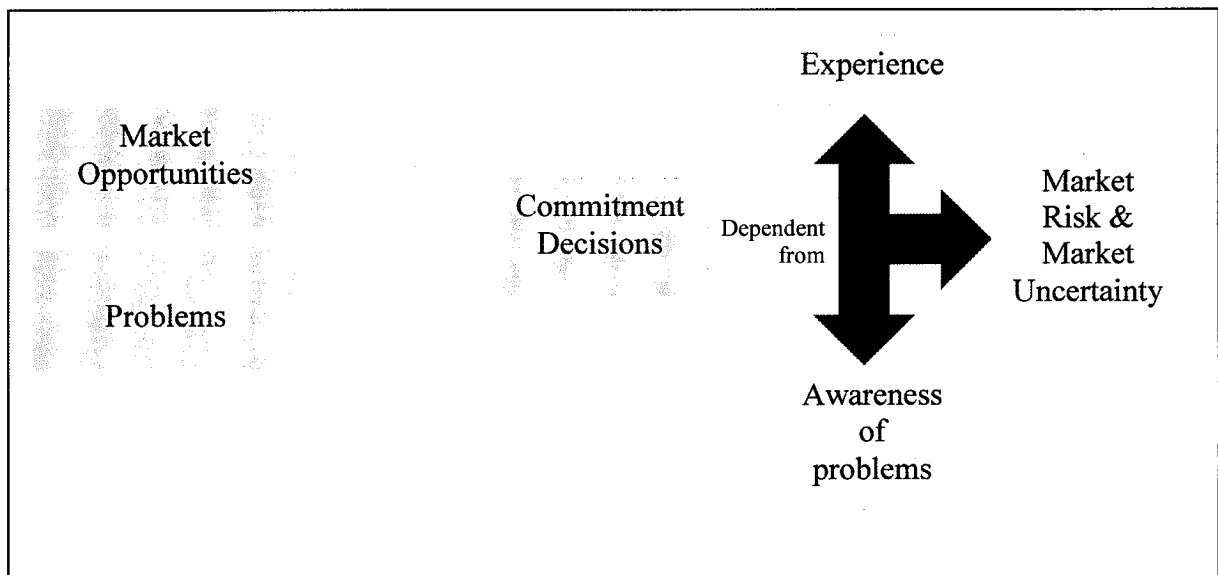 Market
Opportunities
Problems
Commitment
Decisions
Dependent
from
Experience
Market
Risk &
Market
Uncertainty
Awareness
of
problems